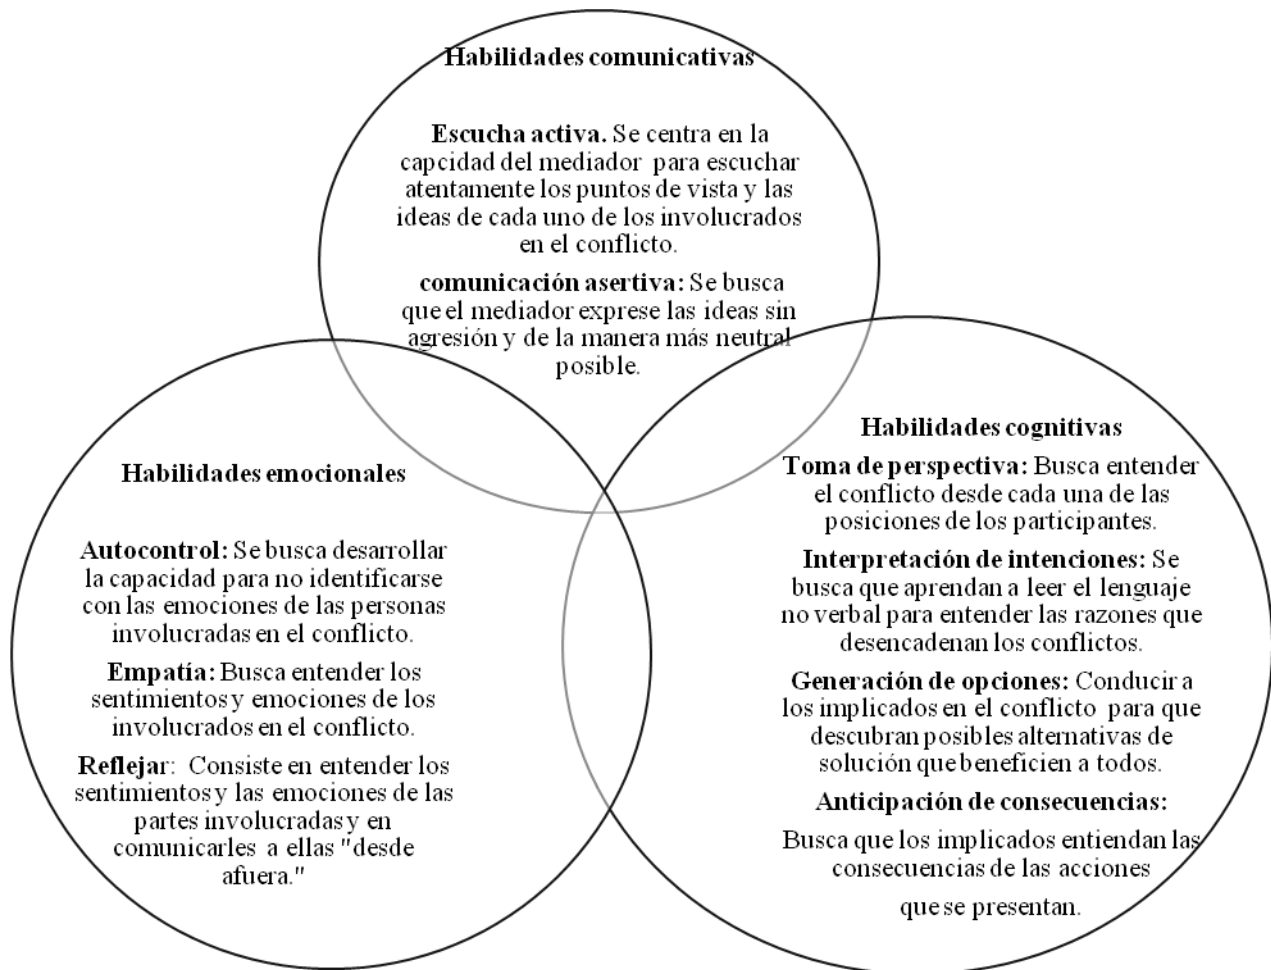 Habilidades comunicativas
Escucha activa. Se centra en la
capcidad del mediador para escuchar
atentamente los puntos de vista y las
ideas de cada uno de los involucrados
en el conflicto.
comunicación asertiva: Se busca
que el mediador exprese las ideas sin
agresión y de la manera más neutral
posible.
Habilidades emocionales
Autocontrol: Se busca desarrollar
la capacidad para no identificarse
con las emociones de las personas
involucradas en el conflicto.
Empatía: Busca entender los
sentimientos y emociones de los
involucrados en el conflicto.
Reflejar: Consiste en entender los
sentimientos y las emociones de las
partes involucradas y en
comunicarles a ellas "desde
afuera."
Habilidades cognitivas
Toma de perspectiva: Busca entender
el conflicto desde cada una de las
posiciones de los participantes.
Interpretación de intenciones: Se
busca que aprendan a leer el lenguaje
no verbal para entender las razones que
desencadenan los conflictos.
Generación de opciones: Conducir a
los implicados en el conflicto para que
descubran posibles alternativas de
solución que beneficien a todos.
Anticipación de consecuencias:
Busca que los implicados entiendan las
consecuencias de las acciones
que se presentan.